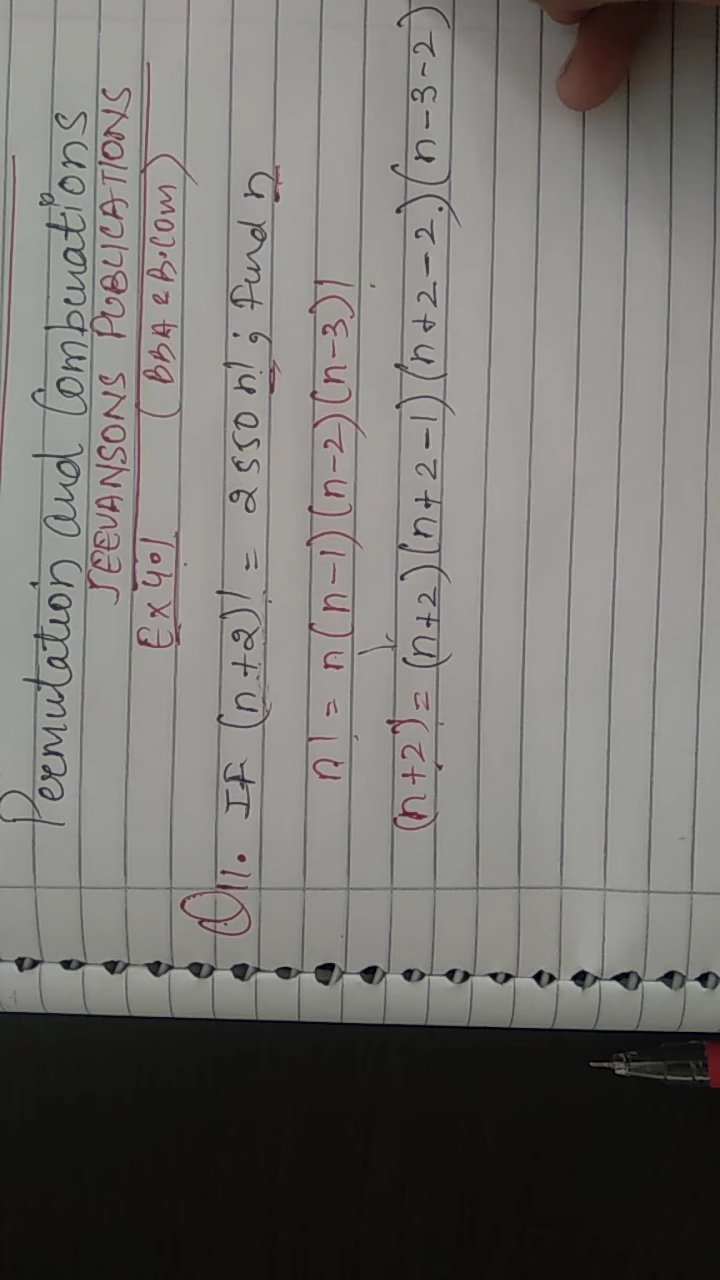 Permutation and Combinations
JEEVANSONS PUBLICATIONS
Ex 4.1 (BBA & B.COM)
Q11. IF (n+2)! = 2550 n! ; find n
n! = n(n-1)(n-2)(n-3)!
(n+2)! = (n+2)(n+2-1)(n+2-2)(n-3-2)